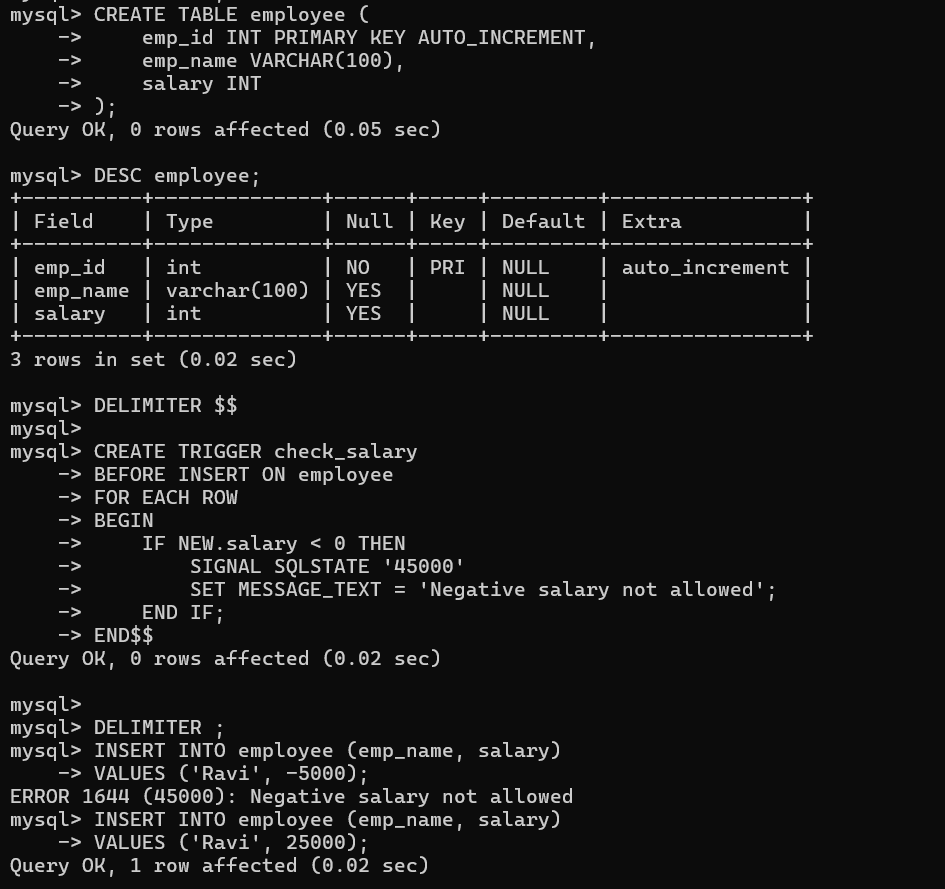 mysql> CREATE TABLE employee (
    ->     emp_id INT PRIMARY KEY AUTO_INCREMENT,
    ->     emp_name VARCHAR(100),
    ->     salary INT
    -> );
Query OK, 0 rows affected (0.05 sec)

mysql> DESC employee;
+----------+--------------+------+-----+---------+----------------+
| Field    | Type         | Null | Key | Default | Extra          |
+----------+--------------+------+-----+---------+----------------+
| emp_id   | int          | NO   | PRI | NULL    | auto_increment |
| emp_name | varchar(100) | YES  |     | NULL    |                |
| salary   | int          | YES  |     | NULL    |                |
+----------+--------------+------+-----+---------+----------------+
3 rows in set (0.02 sec)

mysql> DELIMITER $$
mysql>
mysql> CREATE TRIGGER check_salary
    -> BEFORE INSERT ON employee
    -> FOR EACH ROW
    -> BEGIN
    ->     IF NEW.salary < 0 THEN
    ->         SIGNAL SQLSTATE '45000'
    ->         SET MESSAGE_TEXT = 'Negative salary not allowed';
    ->     END IF;
    -> END$$
Query OK, 0 rows affected (0.02 sec)

mysql>
mysql> DELIMITER ;
mysql> INSERT INTO employee (emp_name, salary)
    -> VALUES ('Ravi', -5000);
ERROR 1644 (45000): Negative salary not allowed
mysql> INSERT INTO employee (emp_name, salary)
    -> VALUES ('Ravi', 25000);
Query OK, 1 row affected (0.02 sec)